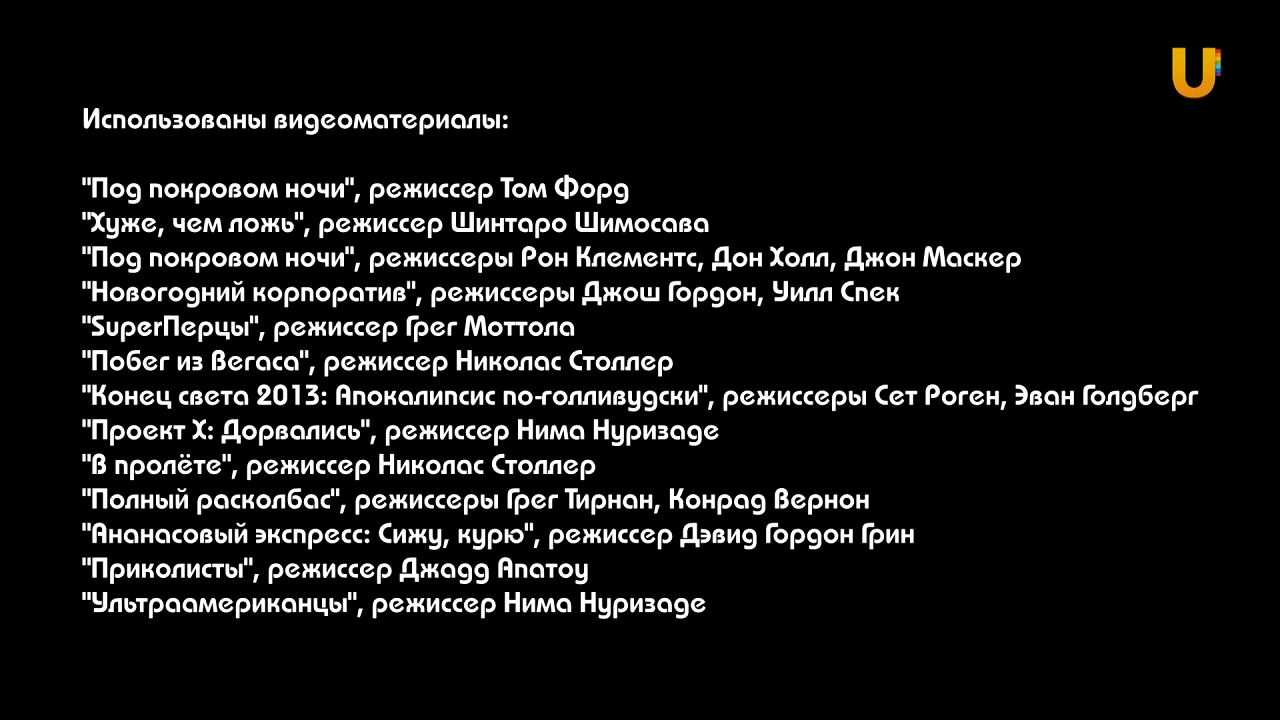 U
Использованы видеоматериалы:
"Под покровом ночи", режиссер Том Форд
"Хуже, чем ложь", режиссер Шинтаро Шимосава
"Под покровом ночи", режиссеры Рон Клементс, Дон Холл, Джон Маскер
"Новогодний корпоратив", режиссеры Джош Гордон, Уилл Спек
"SuperПерцы", режиссер Грег Моттола
"Побег из Вегаса", режиссер Николас Столлер
"Конец света 2013: Апокалипсис по-голливудски", режиссеры Сет Роген, Эван Голдберг
"Проект X: Дорвались", режиссер Нима Нуризаде
"В пролёте", режиссер Николас Столлер
"Полный расколбас", режиссеры Грег Тирнан, Конрад Вернон
"Ананасовый экспресс: Сижу, курю", режиссер Дэвид Гордон Грин
"Приколисты", режиссер Джадд Апатоу
"Ультраамериканцы", режиссер Нима Нуризаде